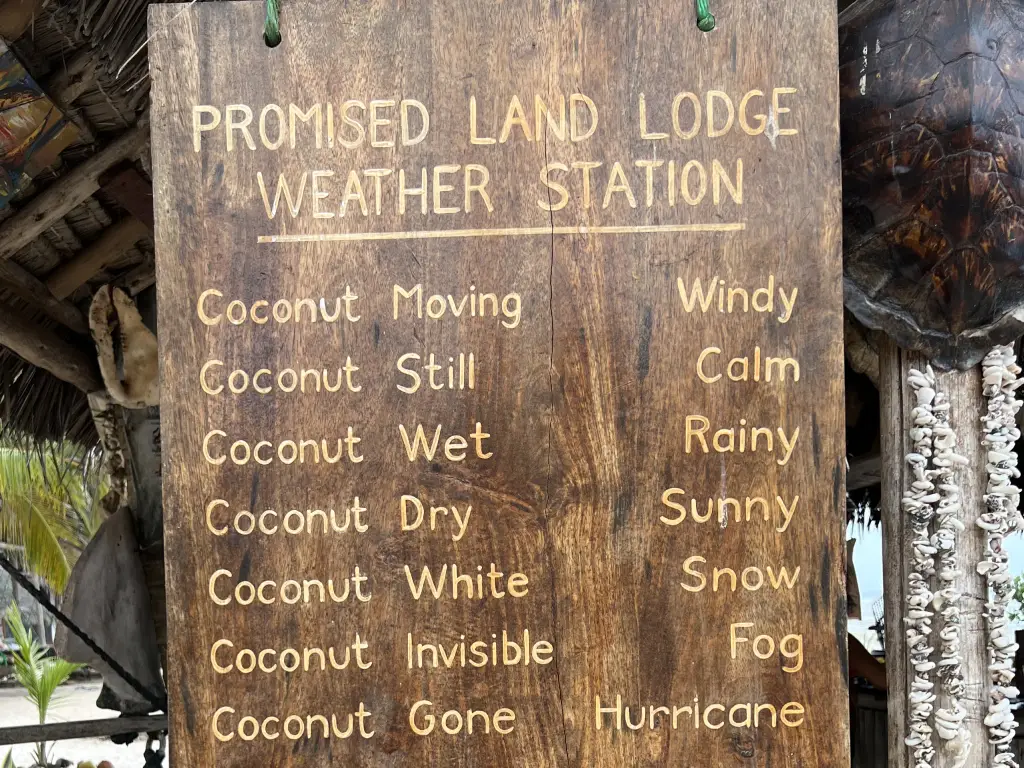 PROMISED LAND LODGE
WEATHER STATION
Coconut Moving Windy
Coconut Still Calm
Coconut Wet Rainy
Coconut Dry Sunny
Coconut White Snow
Coconut Invisible Fog
Coconut Gone Hurricane